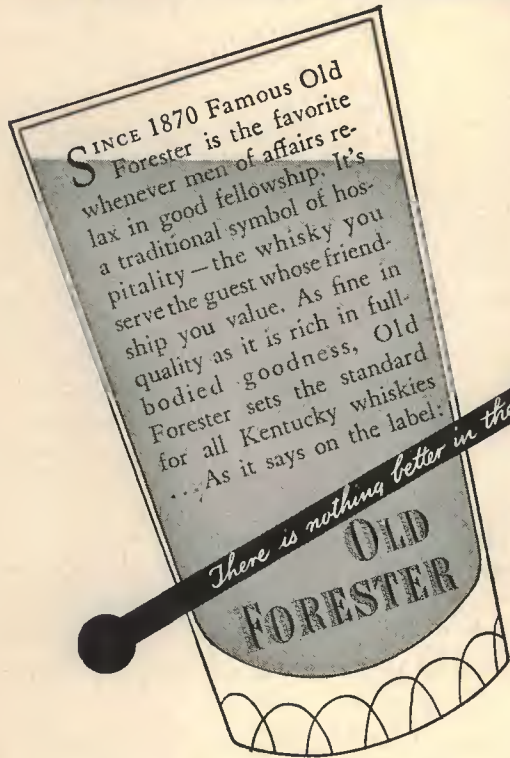 SINCE 1870 Famous Old
Forester is the favorite
whenever men of affairs re-
lax in good fellowship. It's
a traditional symbol of hos-
pitality—the whisky you
serve the guest whose friend-
ship you value. As fine in
quality as it is rich in full-
bodied goodness, Old
Forester sets the standard
for all Kentucky whiskies
...As it says on the label:
There is nothing better in the
OLD
FORESTER